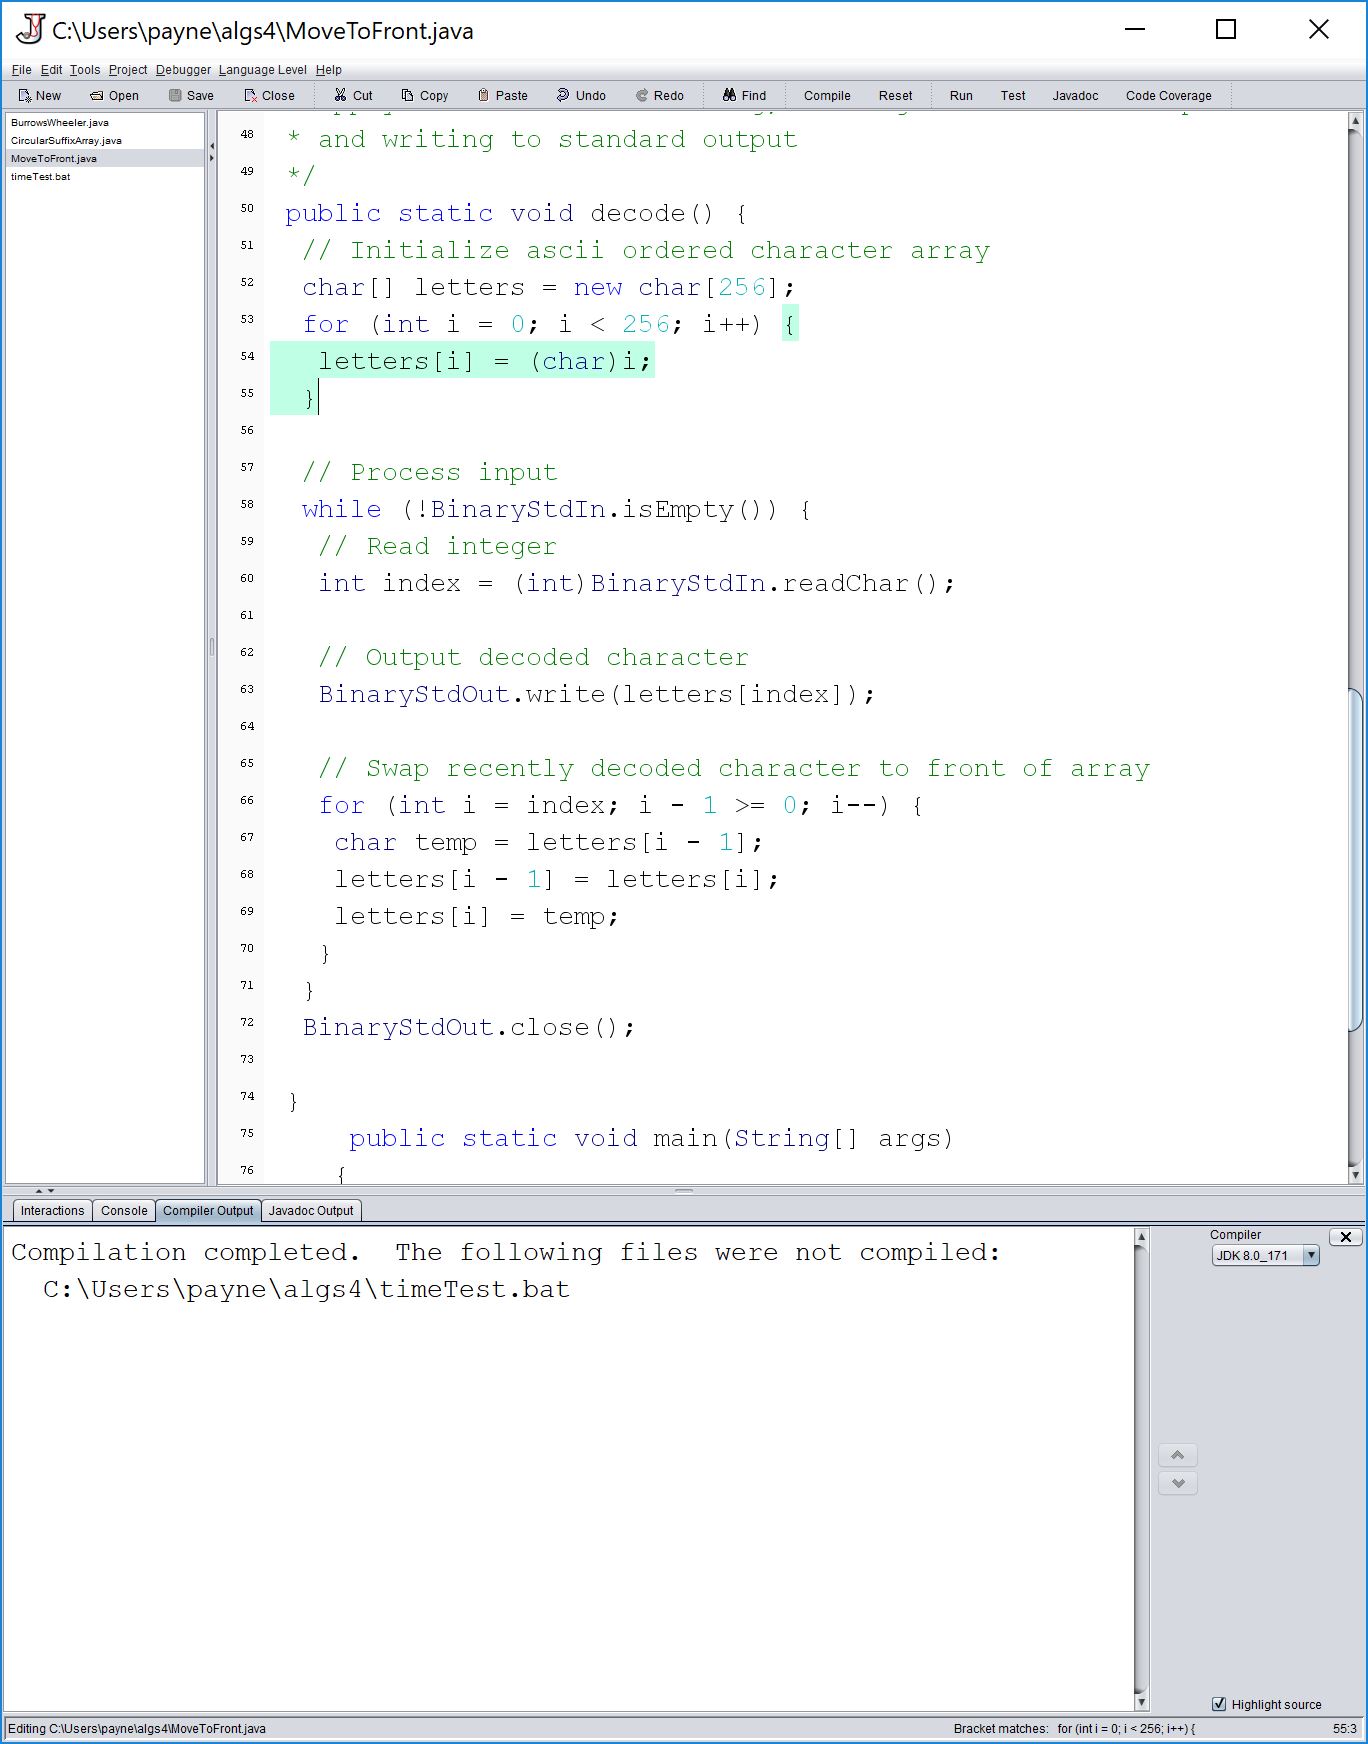 C:\Users\payne\algs4\MoveToFront.java
File Edit Tools Project Debugger Language Level Help
New Open Save Close Cut Copy Paste Undo Redo Find Compile Reset Run Test Javadoc Code Coverage
BurrowsWheeler.java
CircularSuffixArray.java
MoveToFront.java
timeTest.bat
48 * and writing to standard output
49 */
50 public static void decode() {
51 // Initialize ascii ordered character array
52 char[] letters = new char[256];
53 for (int i = 0; i < 256; i++) {
54 letters[i] = (char)i;
55 }
56
57 // Process input
58 while (!BinaryStdIn.isEmpty()) {
59 // Read integer
60 int index = (int)BinaryStdIn.readChar();
61
62 // Output decoded character
63 BinaryStdOut.write(letters[index]);
64
65 // Swap recently decoded character to front of array
66 for (int i = index; i - 1 >= 0; i--) {
67 char temp = letters[i - 1];
68 letters[i - 1] = letters[i];
69 letters[i] = temp;
70 }
71 }
72 BinaryStdOut.close();
73
74 }
75 public static void main(String[] args)
76 {
Interactions Console Compiler Output Javadoc Output
Compilation completed. The following files were not compiled:
C:\Users\payne\algs4\timeTest.bat
Compiler
JDK 8.0_171
Highlight source
Editing C:\Users\payne\algs4\MoveToFront.java Bracket matches: for (int i = 0; i < 256; i++) { 55:3